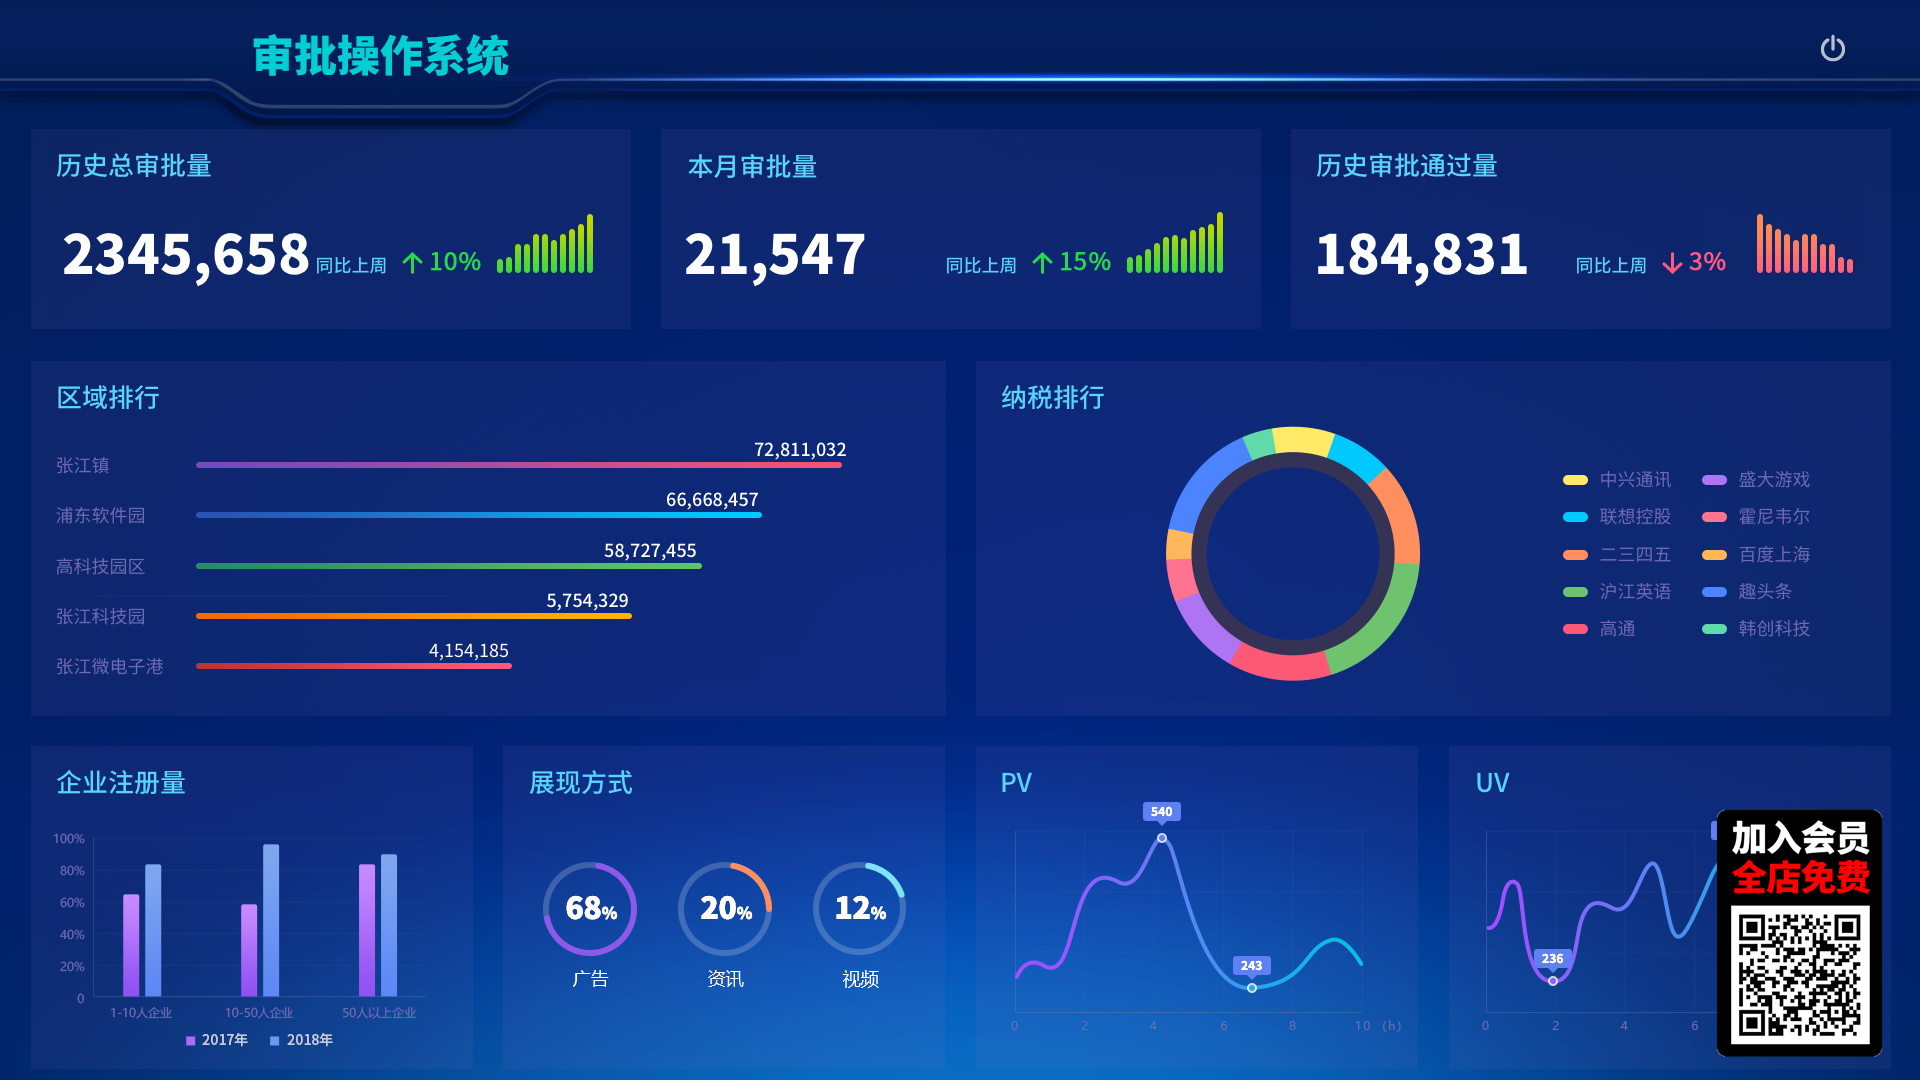 审批操作系统
历史总审批量
2345,658 同比上周 10%
本月审批量
21,547 同比上周 15%
历史审批通过量
184,831 同比上周 3%
区域排行
张江镇 72,811,032
浦东软件园 66,668,457
高科技园区 58,727,455
张江科技园 5,754,329
张江微电子港 4,154,185
纳税排行
中兴通讯 盛大游戏
联想控股 霍尼韦尔
二三四五 百度上海
沪江英语 趣头条
高通 韩创科技
企业注册量
100%
80%
60%
40%
20%
0
1-10人企业 10-50人企业 50人以上企业
2017年 2018年
展现方式
68% 20% 12%
广告 资讯 视频
PV
540
243
0 2 4 6 8 10 (h)
UV
236
0 2 4 6
加入会员
全店免费